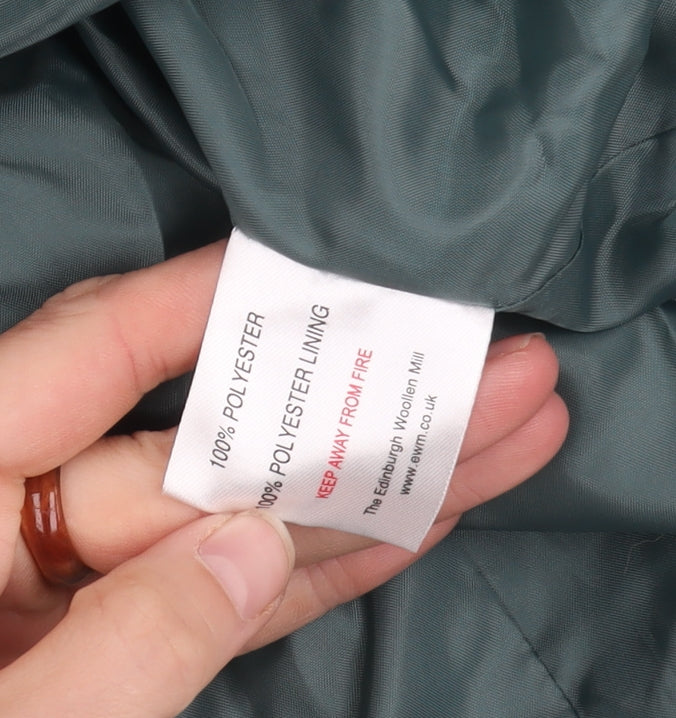 100% POLYESTER
100% POLYESTER LINING
KEEP AWAY FROM FIRE
The Edinburgh Woollen Mill
www.ewm.co.uk